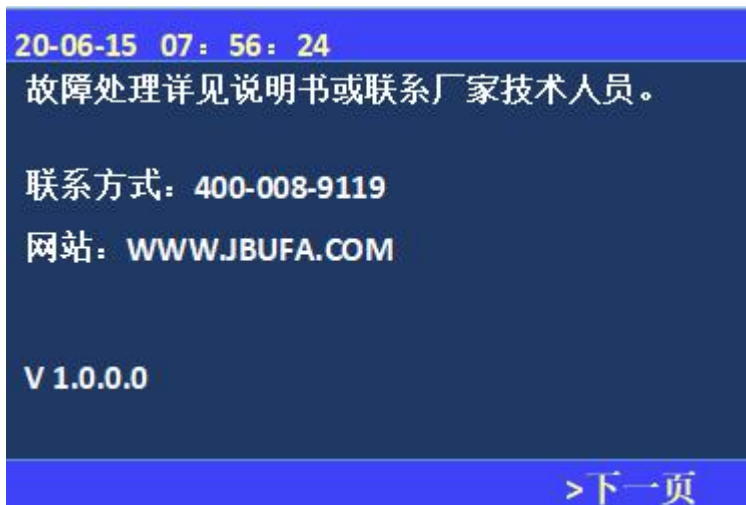 20-06-15 07：56：24
故障处理详见说明书或联系厂家技术人员。
联系方式：400-008-9119
网站：WWW.JBUFA.COM
V 1.0.0.0
>下一页